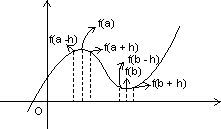 f(a)
f(a -h)
f(a + h)
f(b - h)
f(b)
f(b + h)
O